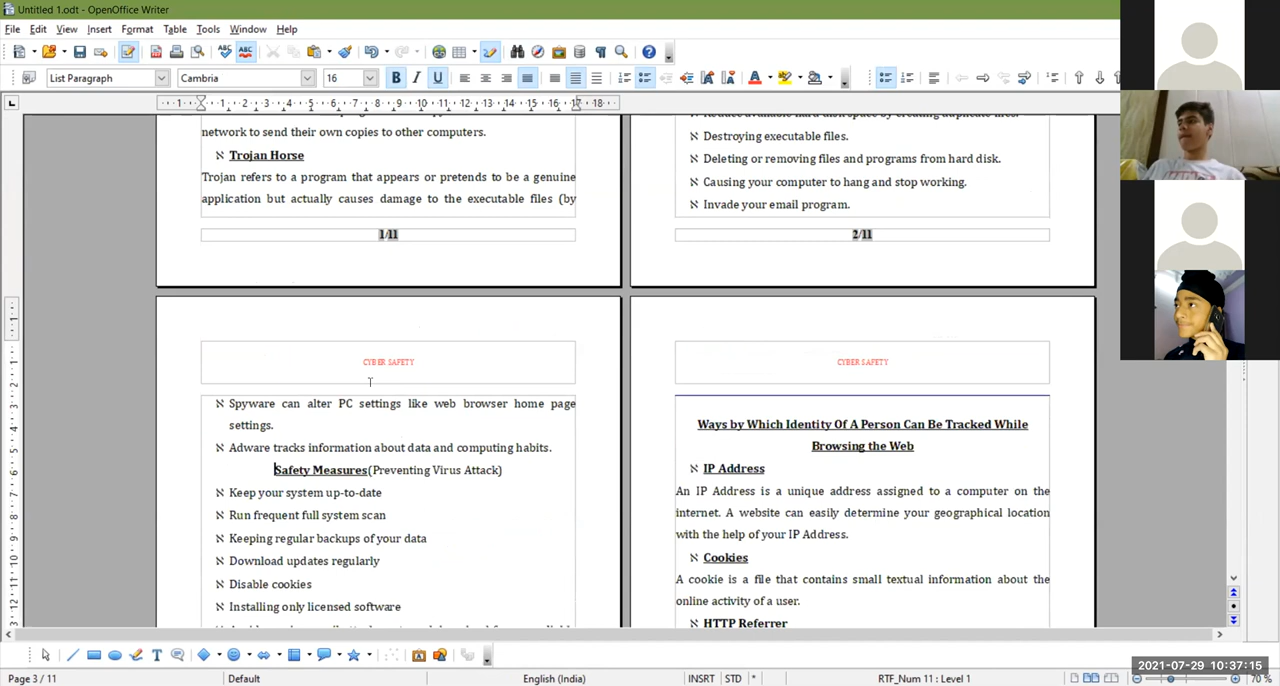 Untitled 1.odt - OpenOffice Writer
File Edit View Insert Format Table Tools Window Help
List Paragraph Cambria 16
network to send their own copies to other computers.
Trojan Horse
Trojan refers to a program that appears or pretends to be a genuine
application but actually causes damage to the executable files (by
1/11
Destroying executable files.
Deleting or removing files and programs from hard disk.
Causing your computer to hang and stop working.
Invade your email program.
2/11
CYBER SAFETY
Spyware can alter PC settings like web browser home page
settings.
Adware tracks information about data and computing habits.
Safety Measures(Preventing Virus Attack)
Keep your system up-to-date
Run frequent full system scan
Keeping regular backups of your data
Download updates regularly
Disable cookies
Installing only licensed software
CYBER SAFETY
Ways by Which Identity Of A Person Can Be Tracked While
Browsing the Web
IP Address
An IP Address is a unique address assigned to a computer on the
internet. A website can easily determine your geographical location
with the help of your IP Address.
Cookies
A cookie is a file that contains small textual information about the
online activity of a user.
HTTP Referrer
Page 3 / 11 Default English (India) INSRT STD * RTF_Num 11 : Level 1 70 %
2021-07-29 10:37:15